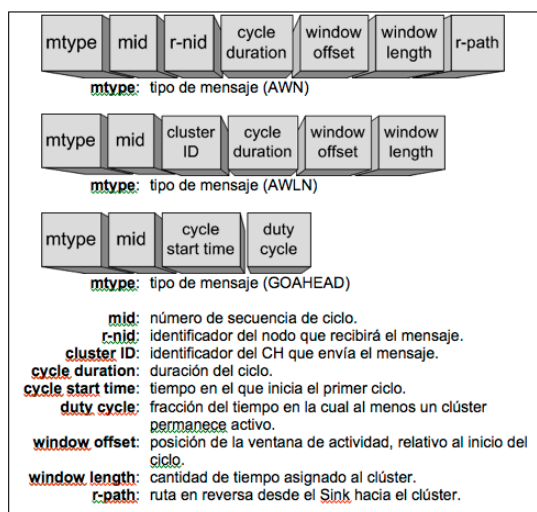 mtype mid r-nid cycle duration window offset window length r-path
mtype: tipo de mensaje (AWN)
mtype mid cluster ID cycle duration window offset window length
mtype: tipo de mensaje (AWLN)
mtype mid cycle start time duty cycle
mtype: tipo de mensaje (GOAHEAD)
mid: número de secuencia de ciclo.
r-nid: identificador del nodo que recibirá el mensaje.
cluster ID: identificador del CH que envía el mensaje.
cycle duration: duración del ciclo.
cycle start time: tiempo en el que inicia el primer ciclo.
duty cycle: fracción del tiempo en la cual al menos un clúster
permanece activo.
window offset: posición de la ventana de actividad, relativo al inicio del
ciclo.
window length: cantidad de tiempo asignado al clúster.
r-path: ruta en reversa desde el Sink hacia el clúster.